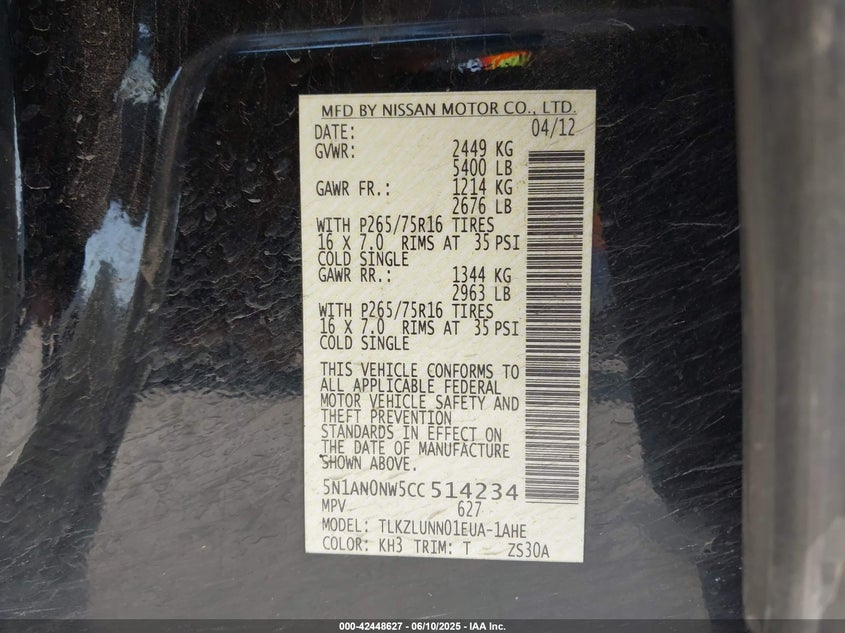 MFD BY NISSAN MOTOR CO., LTD.
DATE: 04/12
GVWR: 2449 KG
5400 LB
GAWR FR.: 1214 KG
2676 LB
WITH P265/75R16 TIRES
16 X 7.0 RIMS AT 35 PSI
COLD SINGLE
GAWR RR.: 1344 KG
2963 LB
WITH P265/75R16 TIRES
16 X 7.0 RIMS AT 35 PSI
COLD SINGLE
THIS VEHICLE CONFORMS TO
ALL APPLICABLE FEDERAL
MOTOR VEHICLE SAFETY AND
THEFT PREVENTION
STANDARDS IN EFFECT ON
THE DATE OF MANUFACTURE
SHOWN ABOVE.
5N1AN0NW5CC514234
MPV 627
MODEL: TLKZLUNN01EUA-1AHE
COLOR: KH3 TRIM: T ZS30A
000-42448627 - 06/10/2025 - IAA Inc.